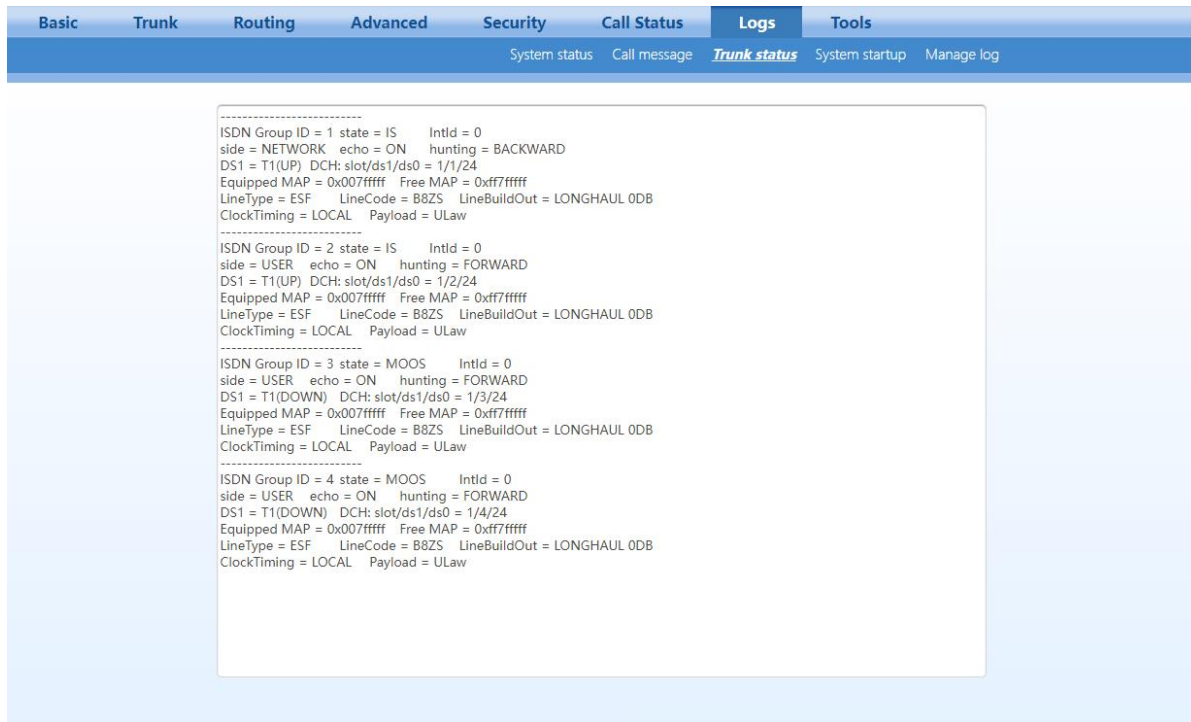 Basic Trunk Routing Advanced Security Call Status Logs Tools
System status Call message Trunk status System startup Manage log
--------------------------
ISDN Group ID = 1 state = IS IntId = 0
side = NETWORK echo = ON hunting = BACKWARD
DS1 = T1(UP) DCH: slot/ds1/ds0 = 1/1/24
Equipped MAP = 0x007fffff Free MAP = 0xff7fffff
LineType = ESF LineCode = B8ZS LineBuildOut = LONGHAUL 0DB
ClockTiming = LOCAL Payload = ULaw
--------------------------
ISDN Group ID = 2 state = IS IntId = 0
side = USER echo = ON hunting = FORWARD
DS1 = T1(UP) DCH: slot/ds1/ds0 = 1/2/24
Equipped MAP = 0x007fffff Free MAP = 0xff7fffff
LineType = ESF LineCode = B8ZS LineBuildOut = LONGHAUL 0DB
ClockTiming = LOCAL Payload = ULaw
--------------------------
ISDN Group ID = 3 state = MOOS IntId = 0
side = USER echo = ON hunting = FORWARD
DS1 = T1(DOWN) DCH: slot/ds1/ds0 = 1/3/24
Equipped MAP = 0x007fffff Free MAP = 0xff7fffff
LineType = ESF LineCode = B8ZS LineBuildOut = LONGHAUL 0DB
ClockTiming = LOCAL Payload = ULaw
--------------------------
ISDN Group ID = 4 state = MOOS IntId = 0
side = USER echo = ON hunting = FORWARD
DS1 = T1(DOWN) DCH: slot/ds1/ds0 = 1/4/24
Equipped MAP = 0x007fffff Free MAP = 0xff7fffff
LineType = ESF LineCode = B8ZS LineBuildOut = LONGHAUL 0DB
ClockTiming = LOCAL Payload = ULaw